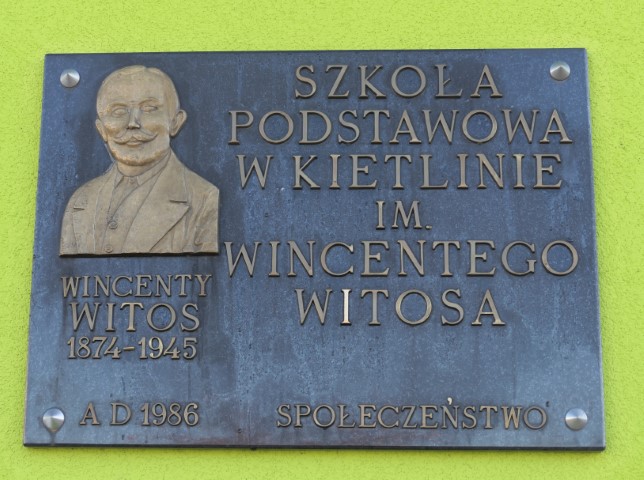 SZKOŁA
PODSTAWOWA
W KIETLINIE
IM.
WINCENTEGO
WITOSA
WINCENTY
WITOS
1874-1945
A D 1986
SPOŁECZEŃSTWO